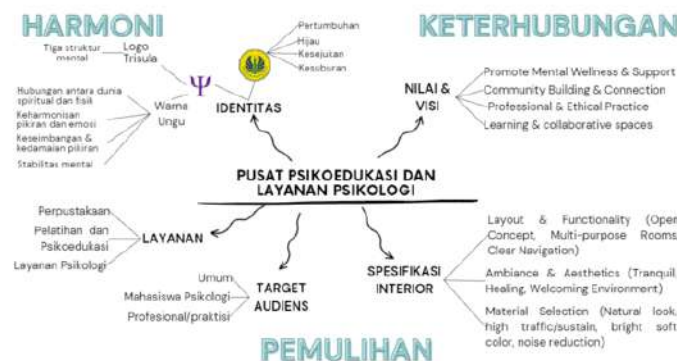 HARMONI
KETERHUBUNGAN
Tiga struktur
mental
Logo
Trisula
Ψ
Pertumbuhan
Hijau
Kesejukan
Kesuburan
IDENTITAS
Hubungan antara dunia
spiritual dan fisik
Keharmonisan
pikiran dan emosi
Keseimbangan &
kedamaian pikiran
Stabilitas mental
Warna
Ungu
NILAI &
VISI
Promote Mental Wellness & Support
Community Building & Connection
Professional & Ethical Practice
Learning & collaborative spaces
PUSAT PSIKOEDUKASI DAN
LAYANAN PSIKOLOGI
Perpustakaan
Pelatihan dan
Psikoedukasi
Layanan Psikologi
LAYANAN
Umum
Mahasiswa Psikologi
Profesional/praktisi
TARGET
AUDIENS
SPESIFIKASI
INTERIOR
Layout & Functionality (Open
Concept, Multi-purpose Rooms
Clear Navigation)
Ambiance & Aesthetics (Tranquil,
Healing, Welcoming Environment)
Material Selection (Natural look,
high traffic/sustain, bright soft
color, noise reduction)
PEMULIHAN